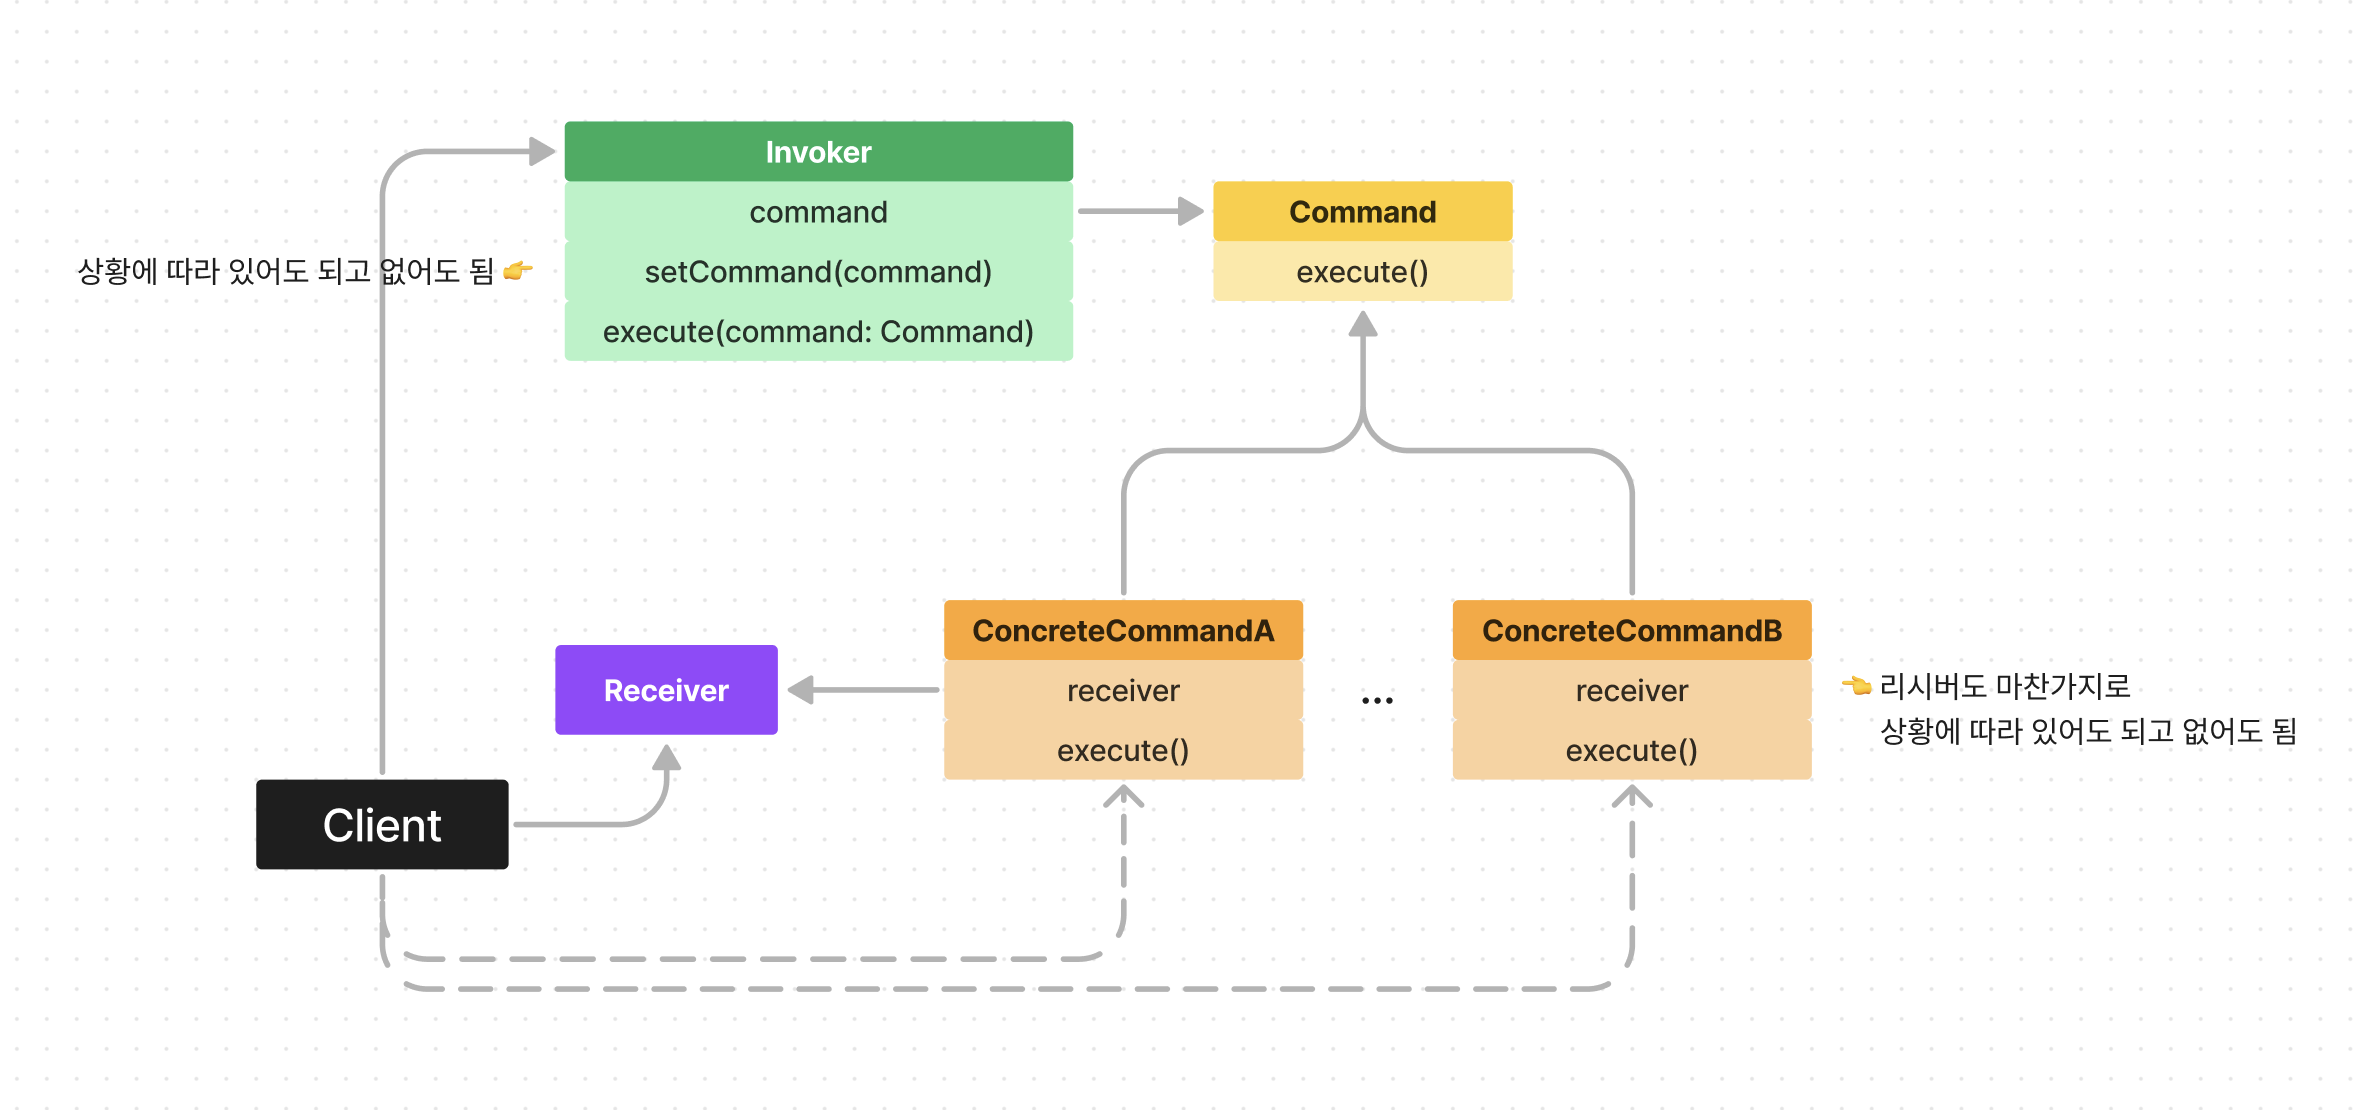 Invoker
command
상황에 따라 있어도 되고 없어도 됨 👉
setCommand(command)
execute(command: Command)
Command
execute()
ConcreteCommandA
receiver
execute()
...
ConcreteCommandB
receiver
execute()
👈 리시버도 마찬가지로
상황에 따라 있어도 되고 없어도 됨
Receiver
Client